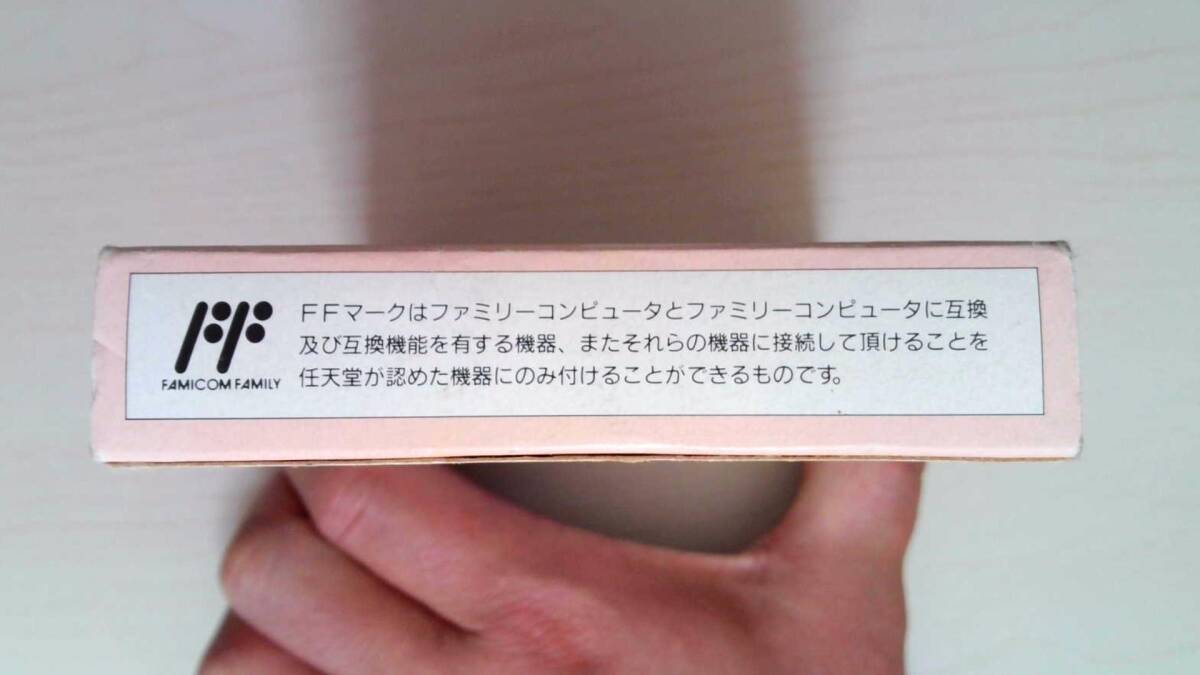 FAMICOM FAMILY
FFマークはファミリーコンピュータとファミリーコンピュータに互換
及び互換機能を有する機器、またそれらの機器に接続して頂けることを
任天堂が認めた機器にのみ付けることができるものです。